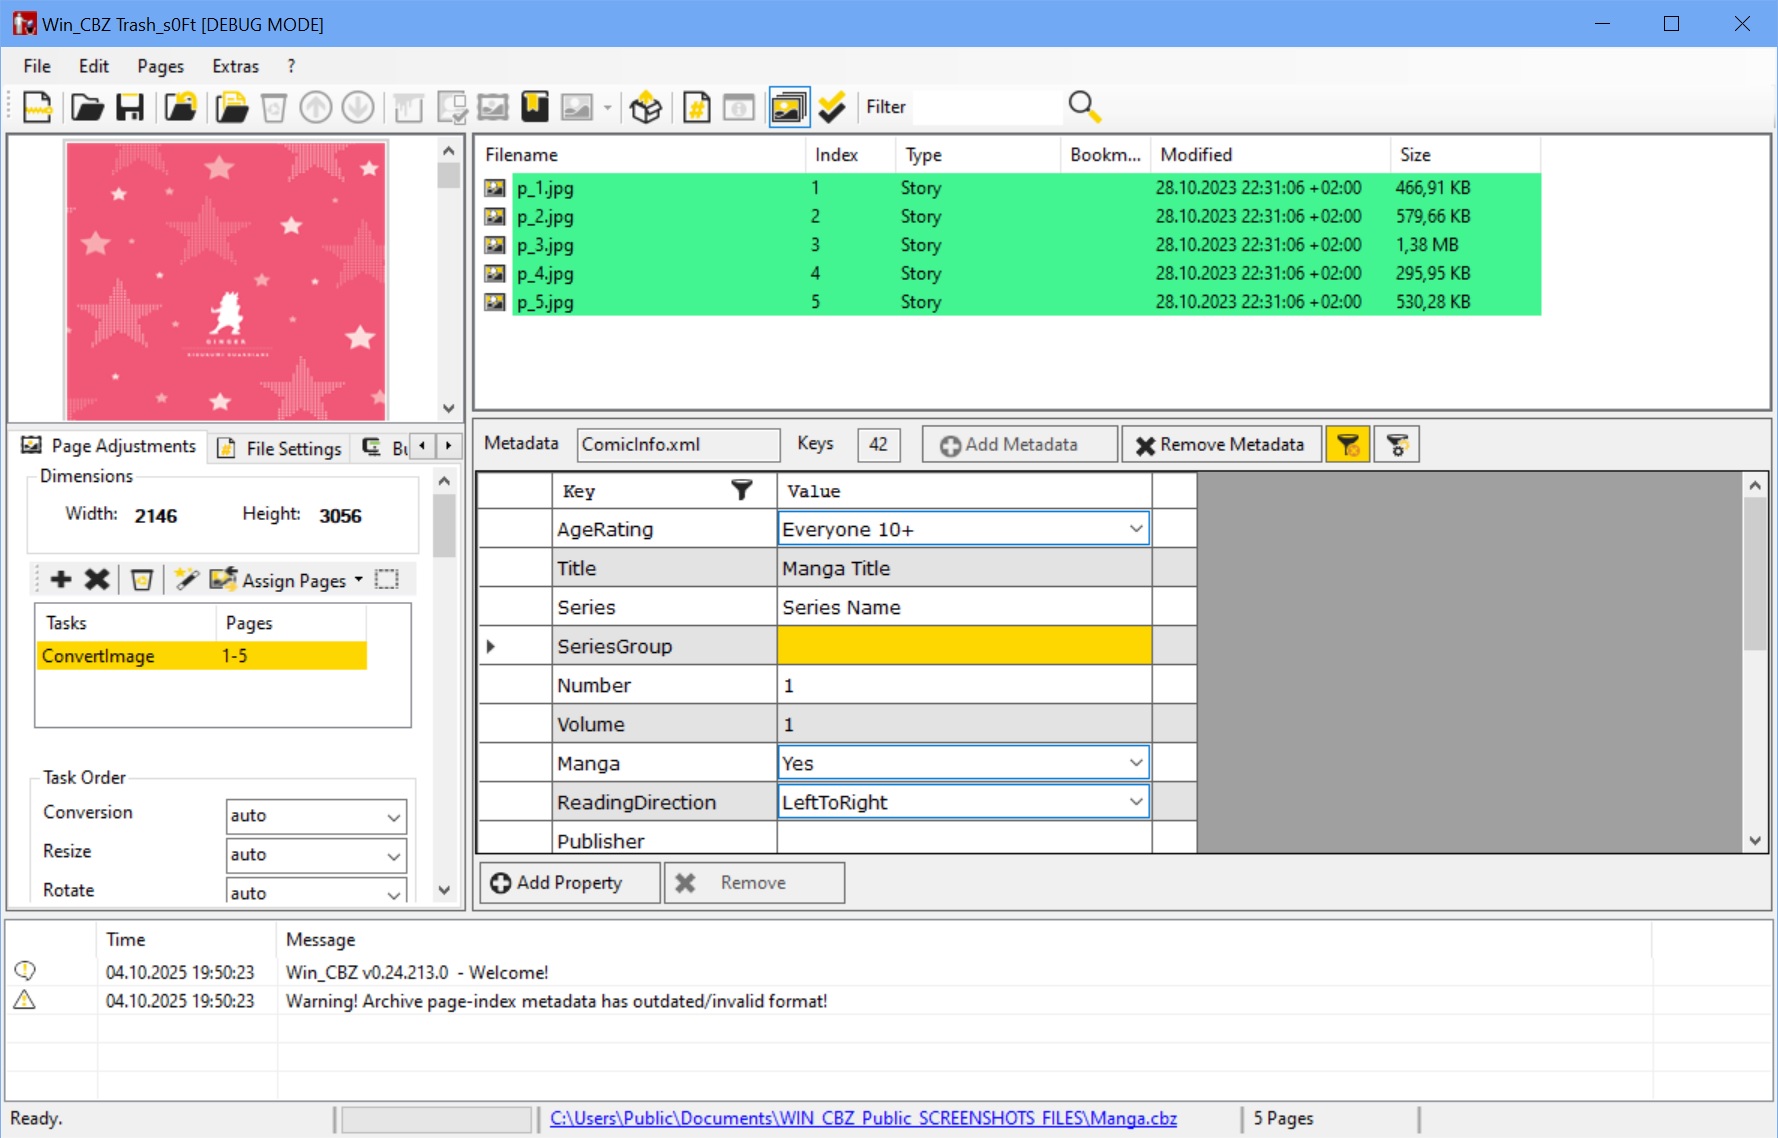 Win_CBZ Trash_s0Ft [DEBUG MODE]
File Edit Pages Extras ?
Filter
GINGER
Filename Index Type Bookm... Modified Size
p_1.jpg 1 Story 28.10.2023 22:31:06 +02:00 466,91 KB
p_2.jpg 2 Story 28.10.2023 22:31:06 +02:00 579,66 KB
p_3.jpg 3 Story 28.10.2023 22:31:06 +02:00 1,38 MB
p_4.jpg 4 Story 28.10.2023 22:31:06 +02:00 295,95 KB
p_5.jpg 5 Story 28.10.2023 22:31:06 +02:00 530,28 KB
Page Adjustments File Settings Bu
Dimensions
Width: 2146 Height: 3056
Assign Pages
Tasks Pages
ConvertImage 1-5
Task Order
Conversion auto
Resize auto
Rotate auto
Metadata ComicInfo.xml Keys 42 Add Metadata Remove Metadata
Key Value
AgeRating Everyone 10+
Title Manga Title
Series Series Name
SeriesGroup
Number 1
Volume 1
Manga Yes
ReadingDirection LeftToRight
Publisher
Add Property Remove
Time Message
04.10.2025 19:50:23 Win_CBZ v0.24.213.0 - Welcome!
04.10.2025 19:50:23 Warning! Archive page-index metadata has outdated/invalid format!
Ready. C:\Users\Public\Documents\WIN_CBZ_Public_SCREENSHOTS_FILES\Manga.cbz 5 Pages